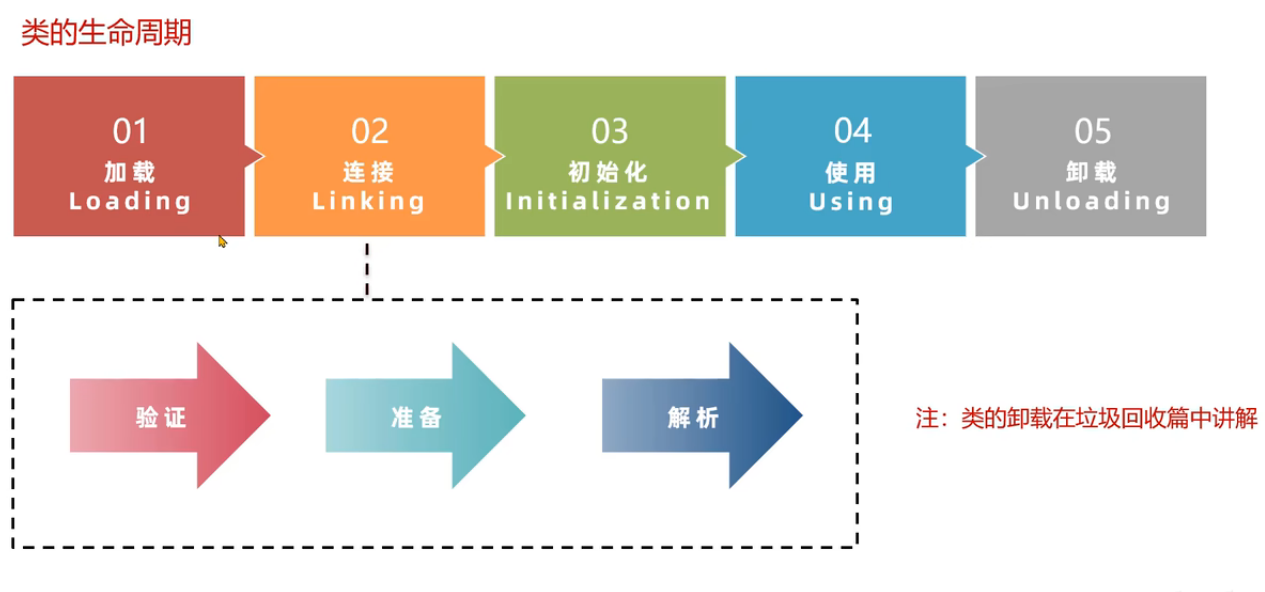 类的生命周期
01
加载
Loading
02
连接
Linking
03
初始化
Initialization
04
使用
Using
05
卸载
Unloading
验证
准备
解析
注：类的卸载在垃圾回收篇中讲解